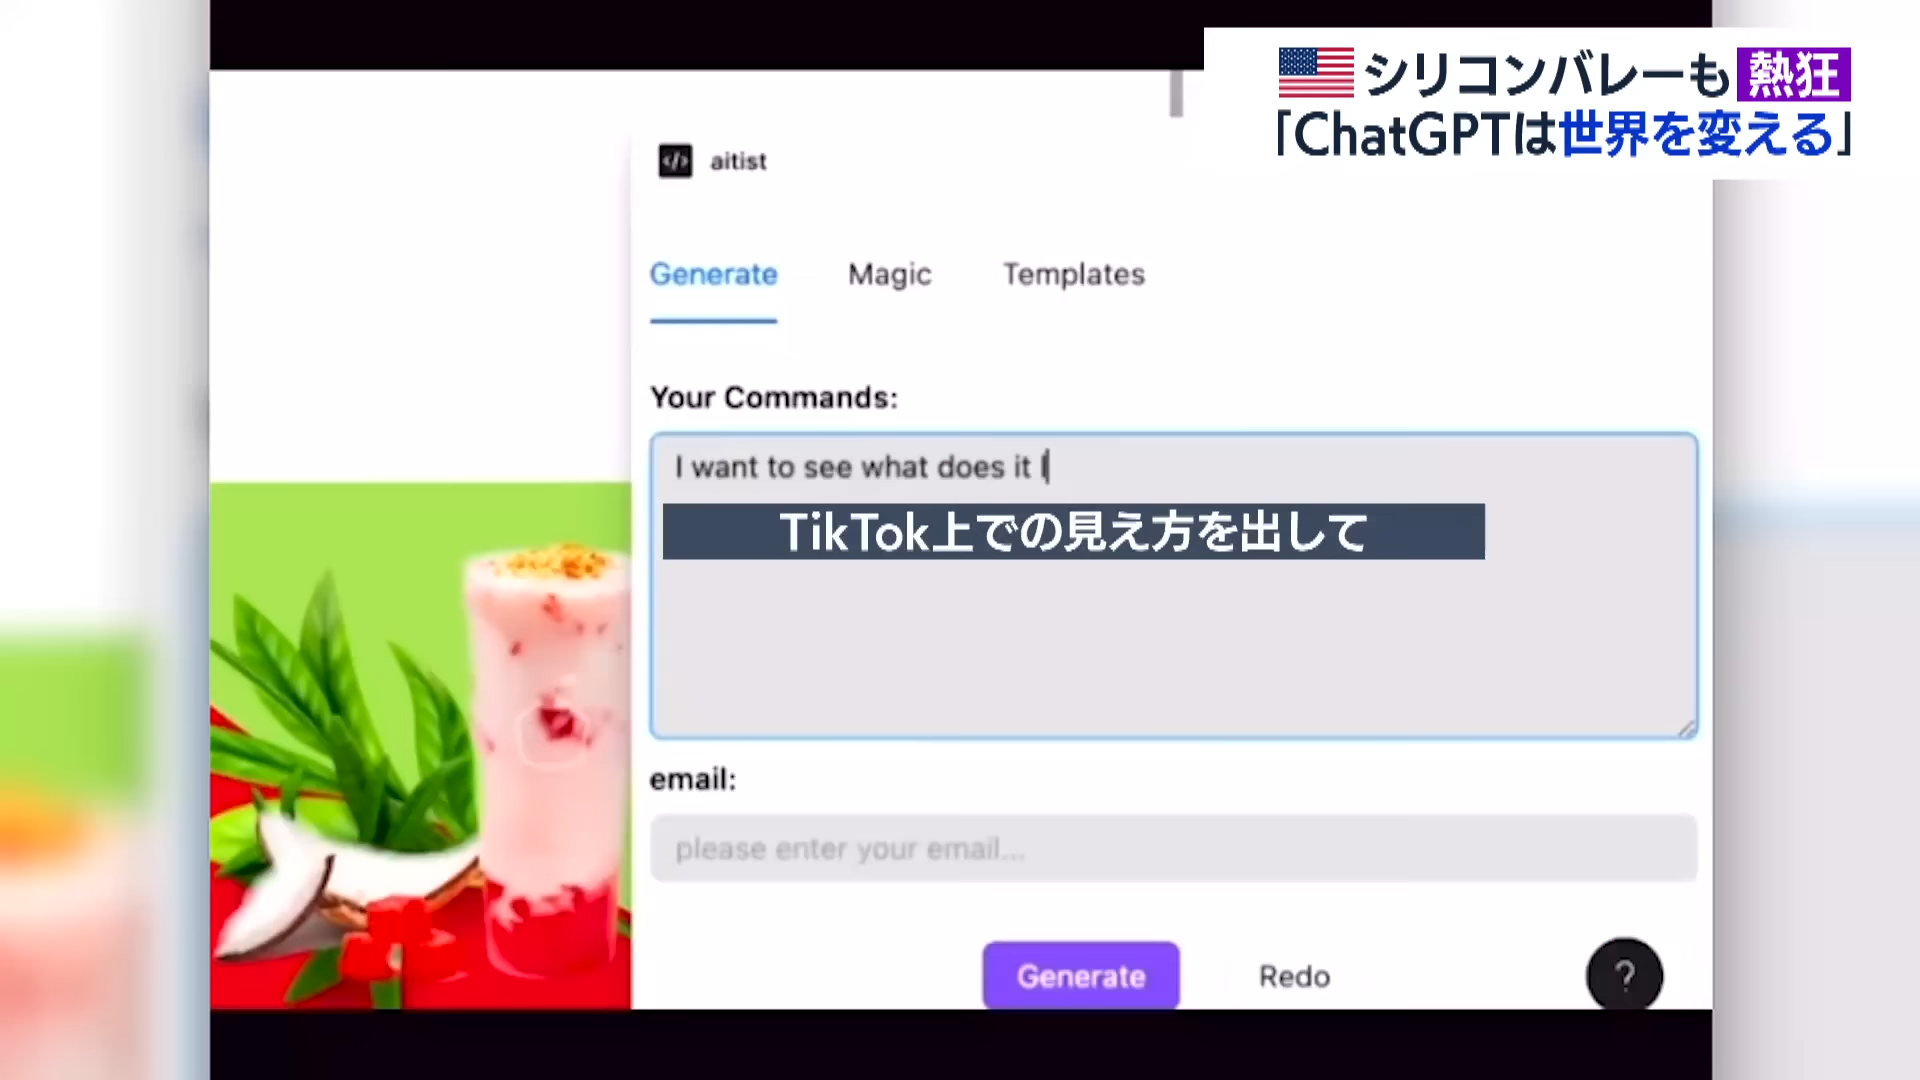 シリコンバレーも熱狂
「ChatGPTは世界を変える」
</> aitist
Generate Magic Templates
Your Commands:
I want to see what does it l
TikTok上での見え方を出して
email:
please enter your email...
Generate Redo ?